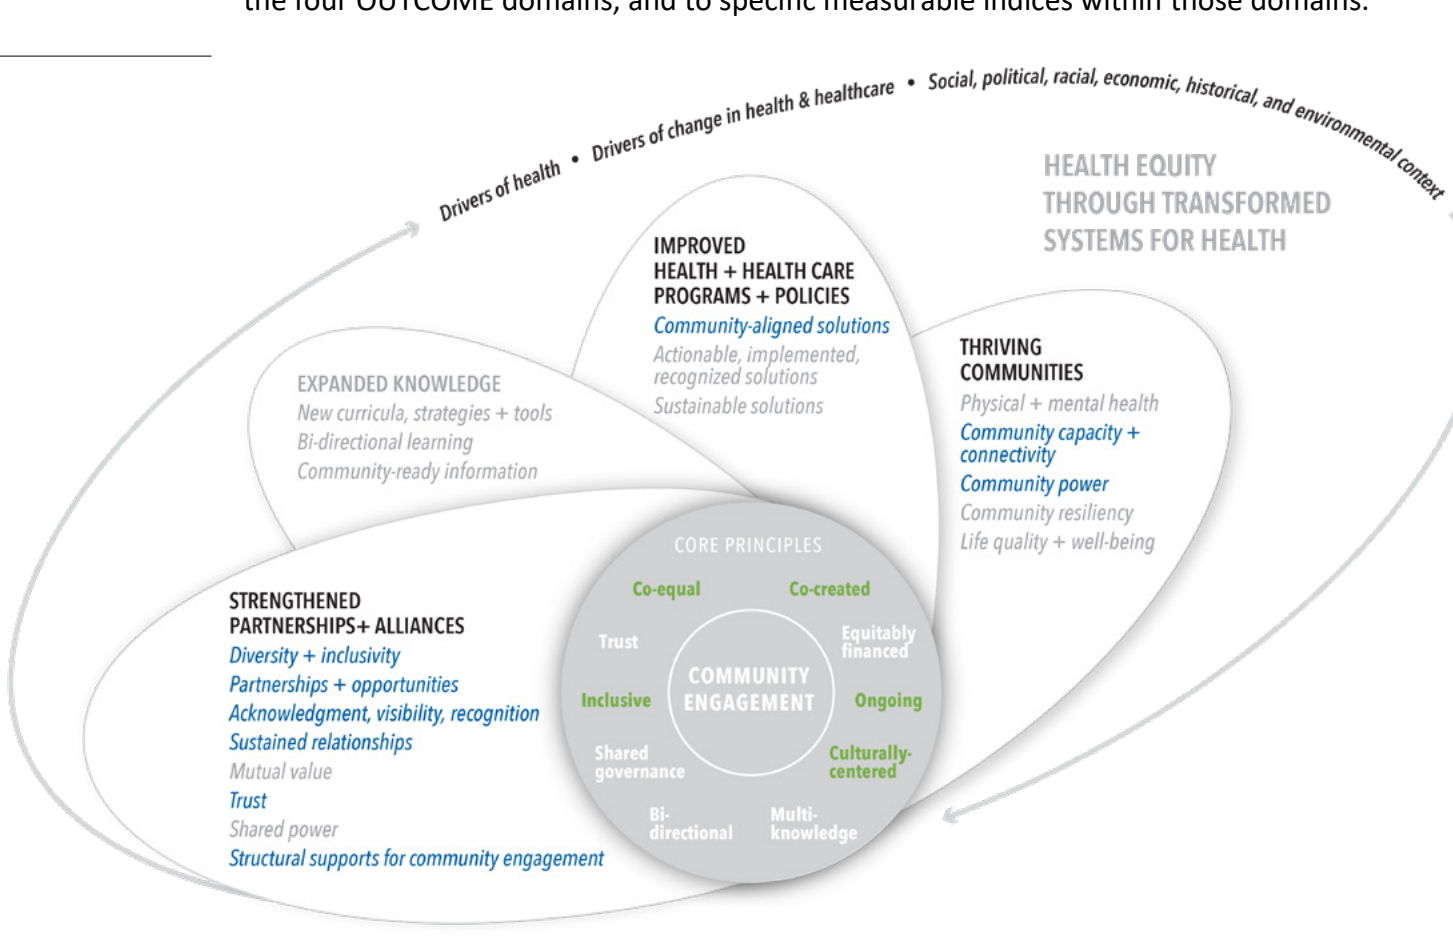 the four OUTCOME domains, and to specific measurable indices within those domains.
Drivers of health • Drivers of change in health & healthcare • Social, political, racial, economic, historical, and environmental context
HEALTH EQUITY
THROUGH TRANSFORMED
SYSTEMS FOR HEALTH
IMPROVED
HEALTH + HEALTH CARE
PROGRAMS + POLICIES
Community-aligned solutions
Actionable, implemented,
recognized solutions
Sustainable solutions
THRIVING
COMMUNITIES
Physical + mental health
Community capacity +
connectivity
Community power
Community resiliency
Life quality + well-being
EXPANDED KNOWLEDGE
New curricula, strategies + tools
Bi-directional learning
Community-ready information
STRENGTHENED
PARTNERSHIPS+ ALLIANCES
Diversity + inclusivity
Partnerships + opportunities
Acknowledgment, visibility, recognition
Sustained relationships
Mutual value
Trust
Shared power
Structural supports for community engagement
CORE PRINCIPLES
Co-equal
Co-created
Trust
Equitably
financed
Inclusive
Ongoing
Shared
governance
Culturally-
centered
Bi-
directional
Multi-
knowledge
COMMUNITY
ENGAGEMENT